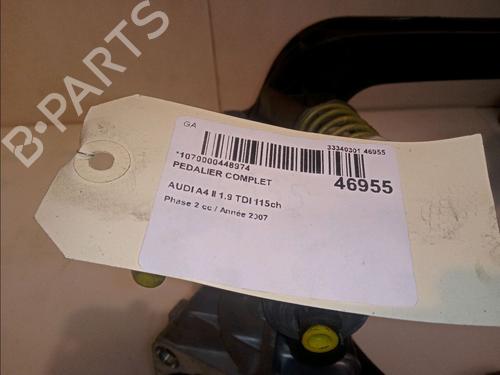 B-PARTS
GA
*1070000448974
33340301 46955
PEDALIER COMPLET
46955
AUDI A4 II 1.9 TDI 115ch
Phase 2 cc / Année 2007